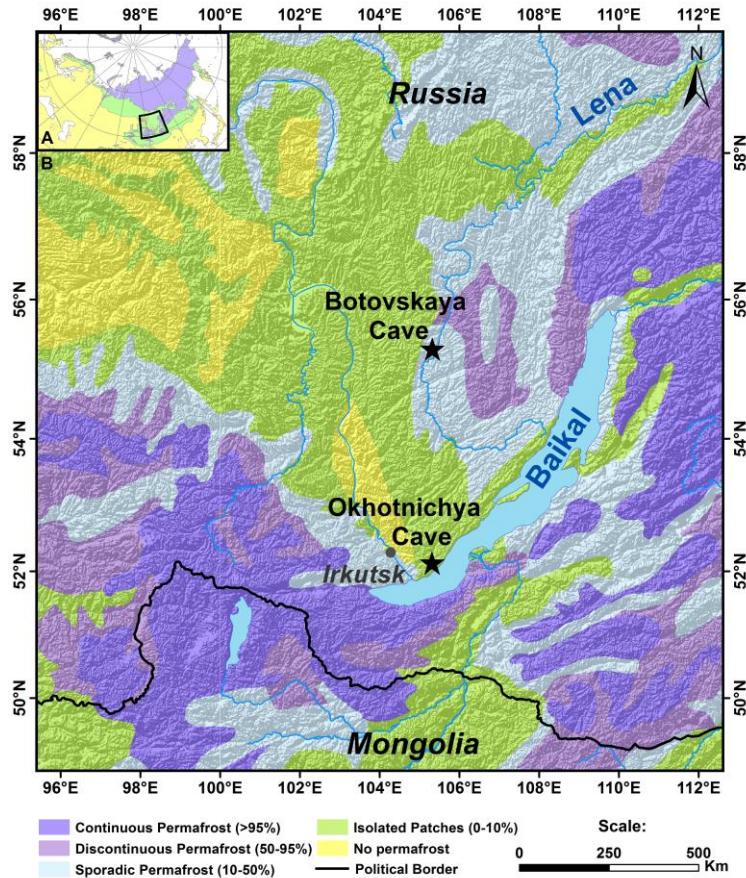 96°E 98°E 100°E 102°E 104°E 106°E 108°E 110°E 112°E
A
B
N
Russia
Lena
58°N
58°N
56°N
56°N
Botovskaya
Cave
54°N
54°N
Baikal
Okhotnichya
Cave
Irkutsk
52°N
52°N
50°N
50°N
Mongolia
96°E 98°E 100°E 102°E 104°E 106°E 108°E 110°E 112°E
Continuous Permafrost (>95%)
Discontinuous Permafrost (50-95%)
Sporadic Permafrost (10-50%)
Isolated Patches (0-10%)
No permafrost
Political Border
Scale:
0 250 500
Km